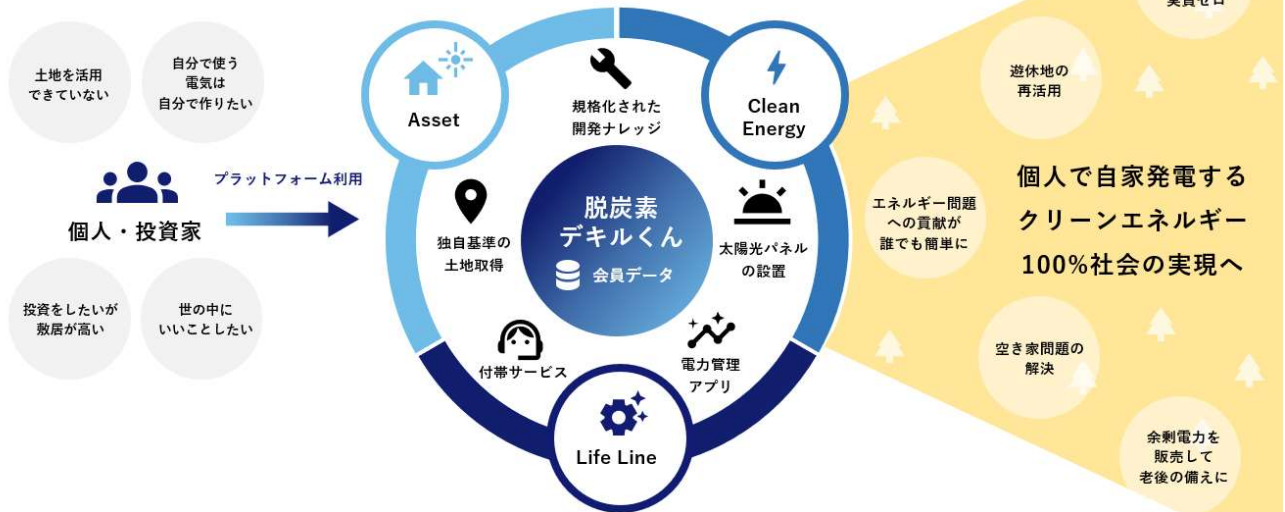 実質ゼロ
土地を活用
できていない
自分で使う
電気は
自分で作りたい
個人・投資家
プラットフォーム利用
投資をしたいが
敷居が高い
世の中に
いいことしたい
Asset
規格化された
開発ナレッジ
Clean
Energy
独自基準の
土地取得
脱炭素
デキルくん
会員データ
太陽光パネル
の設置
付帯サービス
電力管理
アプリ
Life Line
遊休地の
再活用
エネルギー問題
への貢献が
誰でも簡単に
個人で自家発電する
クリーンエネルギー
100%社会の実現へ
空き家問題の
解決
余剰電力を
販売して
老後の備えに